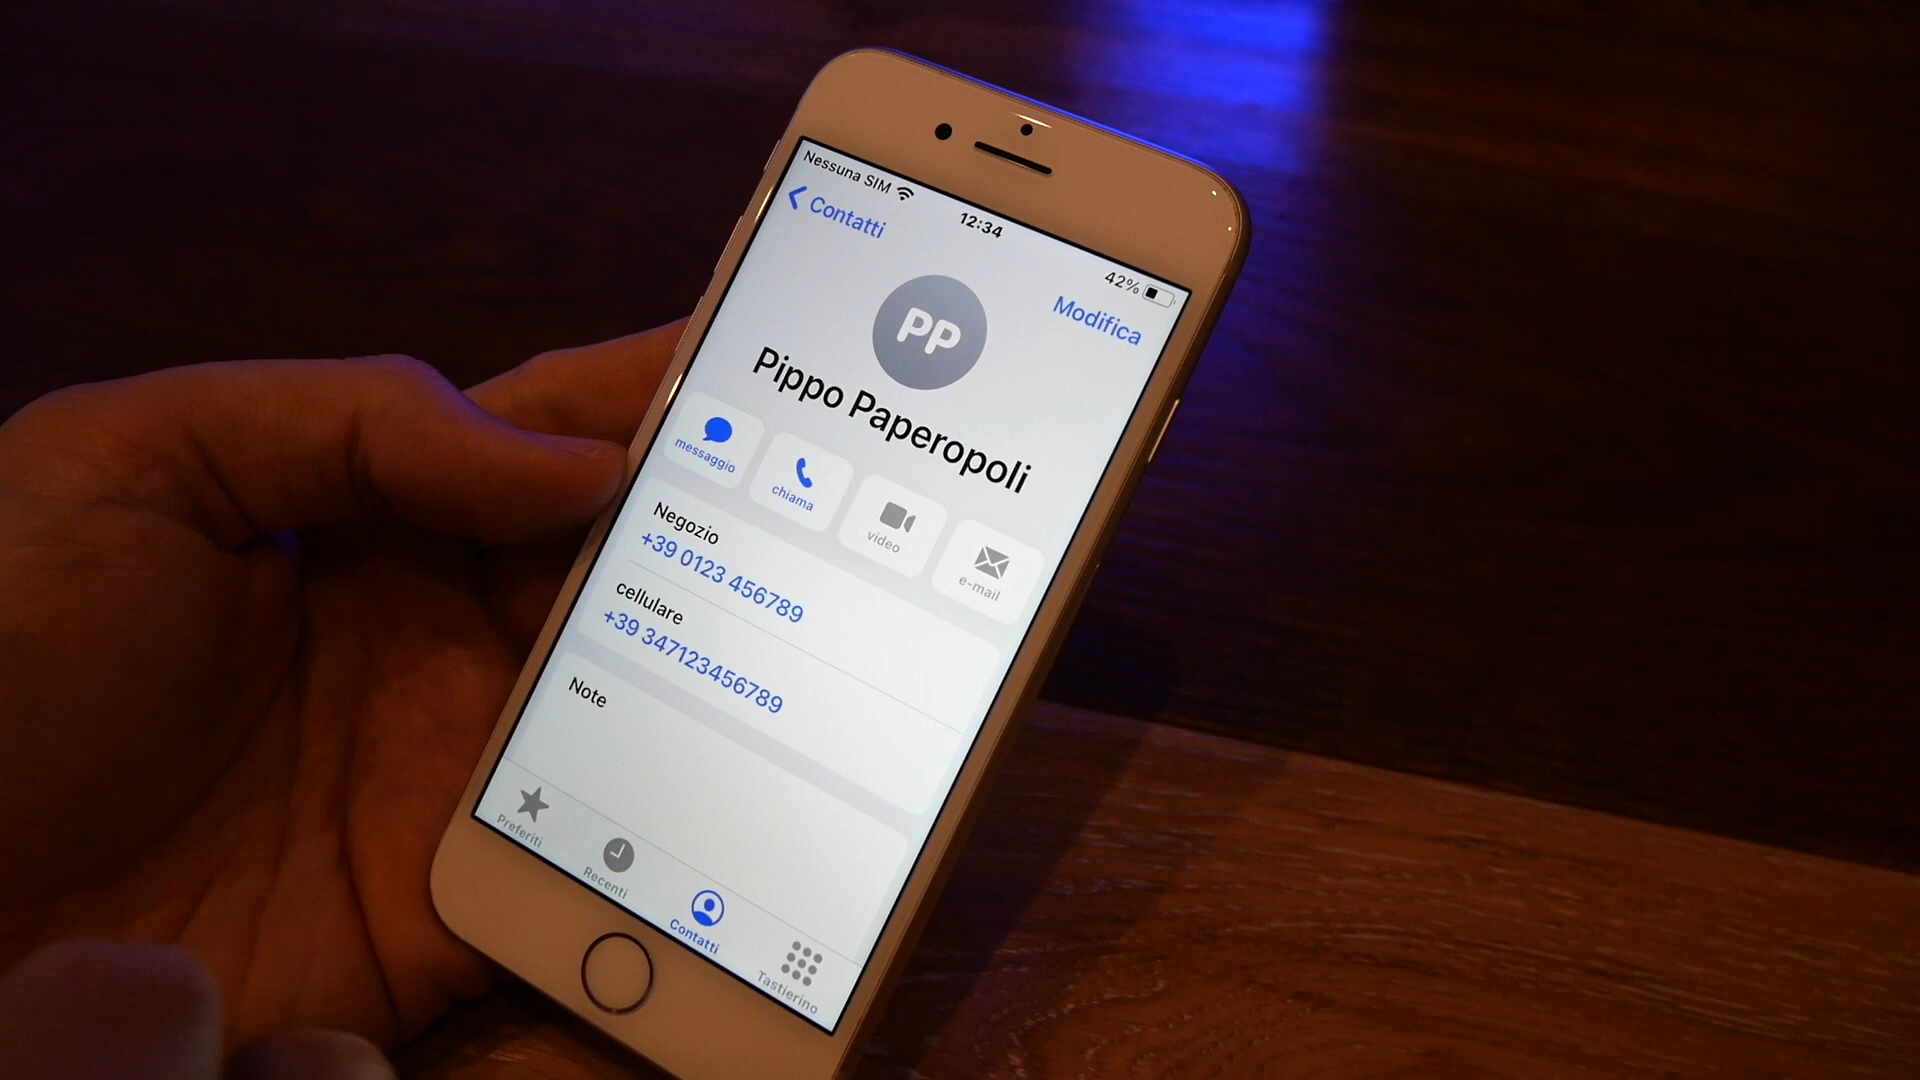 Nessuna SIM
12:34
42%
Contatti
Modifica
PP
Pippo Paperopoli
messaggio
chiama
video
e-mail
Negozio
+39 0123 456789
cellulare
+39 347123456789
Note
Preferiti
Recenti
Contatti
Tastierino